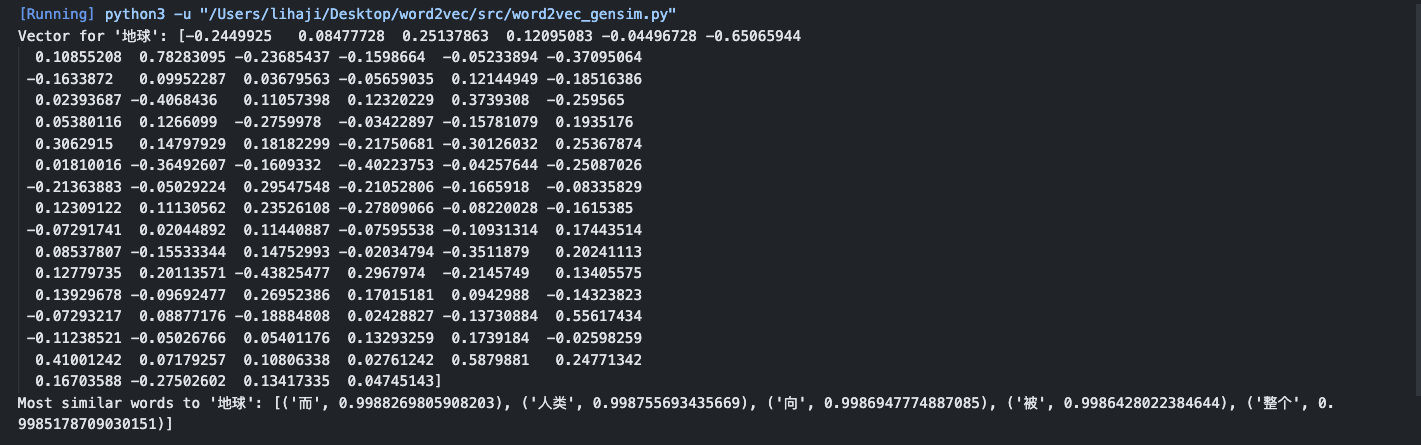 [Running] python3 -u "/Users/lihaji/Desktop/word2vec/src/word2vec_gensim.py"
Vector for '地球': [-0.2449925   0.08477728  0.25137863  0.12095083 -0.04496728 -0.65065944
  0.10855208  0.78283095 -0.23685437 -0.1598664  -0.05233894 -0.37095064
 -0.1633872   0.09952287  0.03679563 -0.05659035  0.12144949 -0.18516386
  0.02393687 -0.4068436   0.11057398  0.12320229  0.3739308  -0.259565
  0.05380116  0.1266099  -0.2759978  -0.03422897 -0.15781079  0.1935176
  0.3062915   0.14797929  0.18182299 -0.21750681 -0.30126032  0.25367874
  0.01810016 -0.36492607 -0.1609332  -0.40223753 -0.04257644 -0.25087026
 -0.21363883 -0.05029224  0.29547548 -0.21052806 -0.1665918  -0.08335829
  0.12309122  0.11130562  0.23526108 -0.27809066 -0.08220028 -0.1615385
 -0.07291741  0.02044892  0.11440887 -0.07595538 -0.10931314  0.17443514
  0.08537807 -0.15533344  0.14752993 -0.02034794 -0.3511879   0.20241113
  0.12779735  0.20113571 -0.43825477  0.2967974  -0.2145749   0.13405575
  0.13929678 -0.09692477  0.26952386  0.17015181  0.0942988  -0.14323823
 -0.07293217  0.08877176 -0.18884808  0.02428827 -0.13730884  0.55617434
 -0.11238521 -0.05026766  0.05401176  0.13293259  0.1739184  -0.02598259
  0.41001242  0.07179257  0.10806338  0.02761242  0.5879881   0.24771342
  0.16703588 -0.27502602  0.13417335  0.04745143]
Most similar words to '地球': [('而', 0.9988269805908203), ('人类', 0.998755693435669), ('向', 0.9986947774887085), ('被', 0.9986428022384644), ('整个', 0.
9985178709030151)]